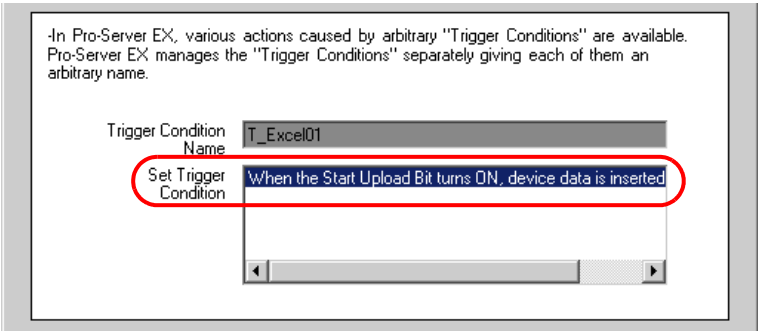 -In Pro-Server EX, various actions caused by arbitrary "Trigger Conditions" are available.
Pro-Server EX manages the "Trigger Conditions" separately giving each of them an
arbitrary name.
Trigger Condition
Name
T_Excel01
Set Trigger
Condition
When the Start Upload Bit turns ON, device data is inserted